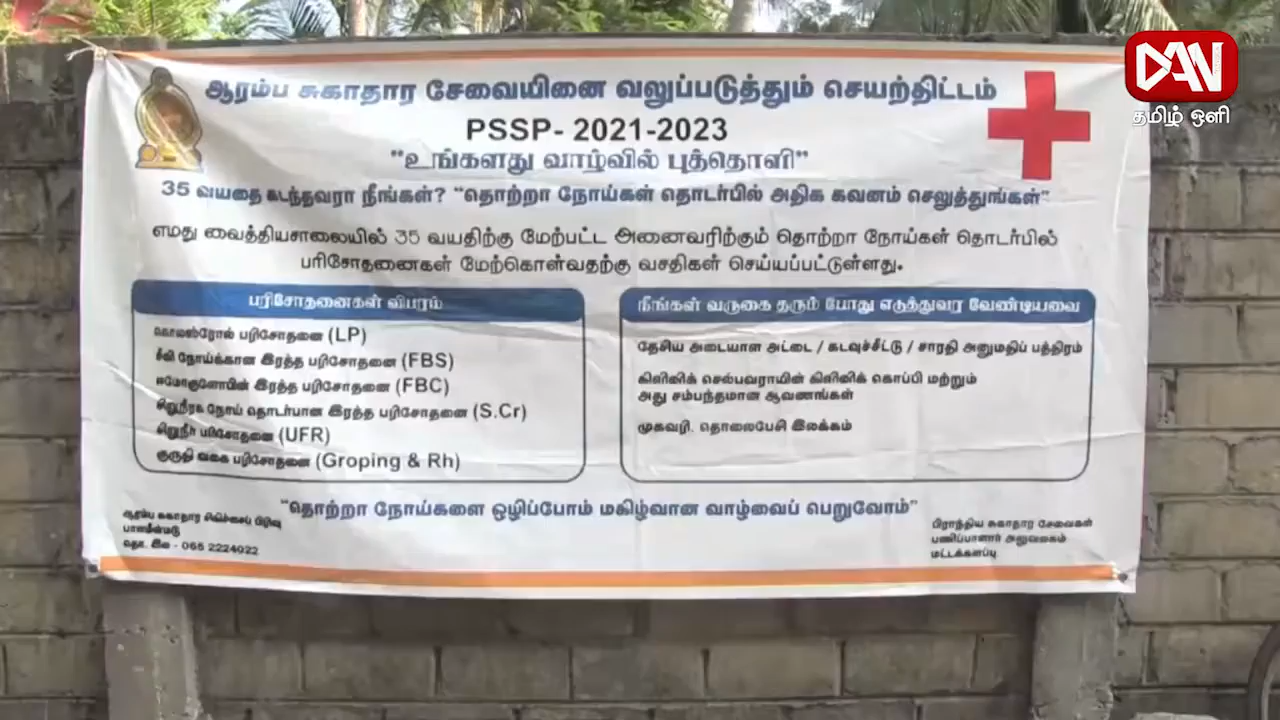 DAN
தமிழ் ஒளி
ஆரம்ப சுகாதார சேவையினை வலுப்படுத்தும் செயற்திட்டம்
PSSP- 2021-2023
“உங்களது வாழ்வில் புத்தொளி”
35 வயதை கடந்தவரா நீங்கள்? “தொற்றா நோய்கள் தொடர்பில் அதிக கவனம் செலுத்துங்கள்”
எமது வைத்தியசாலையில் 35 வயதிற்கு மேற்பட்ட அனைவரிற்கும் தொற்றா நோய்கள் தொடர்பில்
பரிசோதனைகள் மேற்கொள்வதற்கு வசதிகள் செய்யப்பட்டுள்ளது.
பரிசோதனைகள் விபரம்
கொலஸ்ரோல் பரிசோதனை (LP)
சீனி நோய்க்கான இரத்த பரிசோதனை (FBS)
ஈமோகுளோபின் இரத்த பரிசோதனை (FBC)
சிறுநீரக நோய் தொடர்பான இரத்த பரிசோதனை (S.Cr)
சிறுநீர் பரிசோதனை (UFR)
குருதி வகை பரிசோதனை (Groping & Rh)
நீங்கள் வருகை தரும் போது எடுத்துவர வேண்டியவை
தேசிய அடையாள அட்டை / கடவுச்சீட்டு / சாரதி அனுமதிப் பத்திரம்
கிளினிக் செல்பவராயின் கிளினிக் கொப்பி மற்றும்
அது சம்பந்தமான ஆவணங்கள்
முகவரி, தொலைபேசி இலக்கம்
“தொற்றா நோய்களை ஒழிப்போம் மகிழ்வான வாழ்வைப் பெறுவோம்”
ஆரம்ப சுகாதார சிகிச்சைப் பிரிவு
பாலமீன்மடு
தொ. இல - 065 2224022
பிராந்திய சுகாதார சேவைகள்
பணிப்பாளர் அலுவலகம்
மட்டக்களப்பு